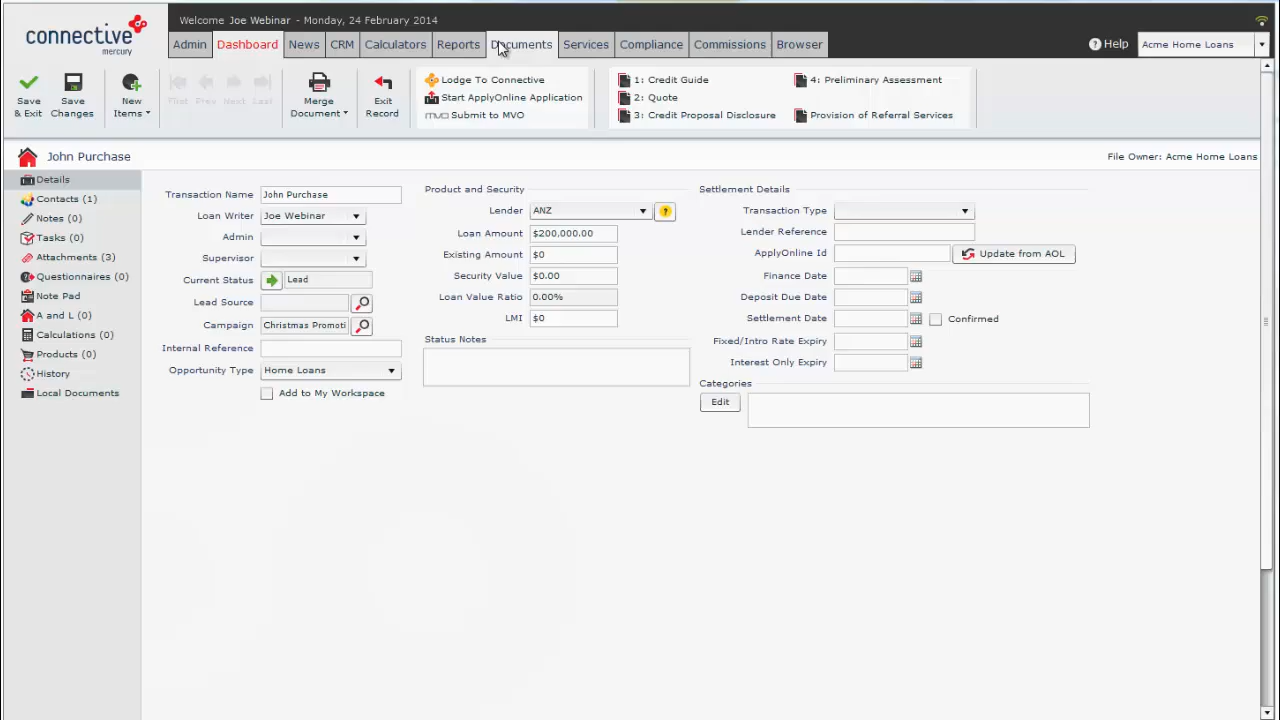 connective
mercury
Welcome Joe Webinar - Monday, 24 February 2014
Admin Dashboard News CRM Calculators Reports Documents Services Compliance Commissions Browser
? Help Acme Home Loans
Save & Exit
Save Changes
New Items
First Prev Next Last
Merge Document
Exit Record
Lodge To Connective
Start ApplyOnline Application
mvo Submit to MVO
1: Credit Guide
2: Quote
3: Credit Proposal Disclosure
4: Preliminary Assessment
Provision of Referral Services
John Purchase
File Owner: Acme Home Loans
Details
Contacts (1)
Notes (0)
Tasks (0)
Attachments (3)
Questionnaires (0)
Note Pad
A and L (0)
Calculations (0)
Products (0)
History
Local Documents
Transaction Name John Purchase
Loan Writer Joe Webinar
Admin
Supervisor
Current Status Lead
Lead Source
Campaign Christmas Promoti
Internal Reference
Opportunity Type Home Loans
Add to My Workspace
Product and Security
Lender ANZ ?
Loan Amount $200,000.00
Existing Amount $0
Security Value $0.00
Loan Value Ratio 0.00%
LMI $0
Status Notes
Settlement Details
Transaction Type
Lender Reference
ApplyOnline Id Update from AOL
Finance Date
Deposit Due Date
Settlement Date Confirmed
Fixed/Intro Rate Expiry
Interest Only Expiry
Categories
Edit